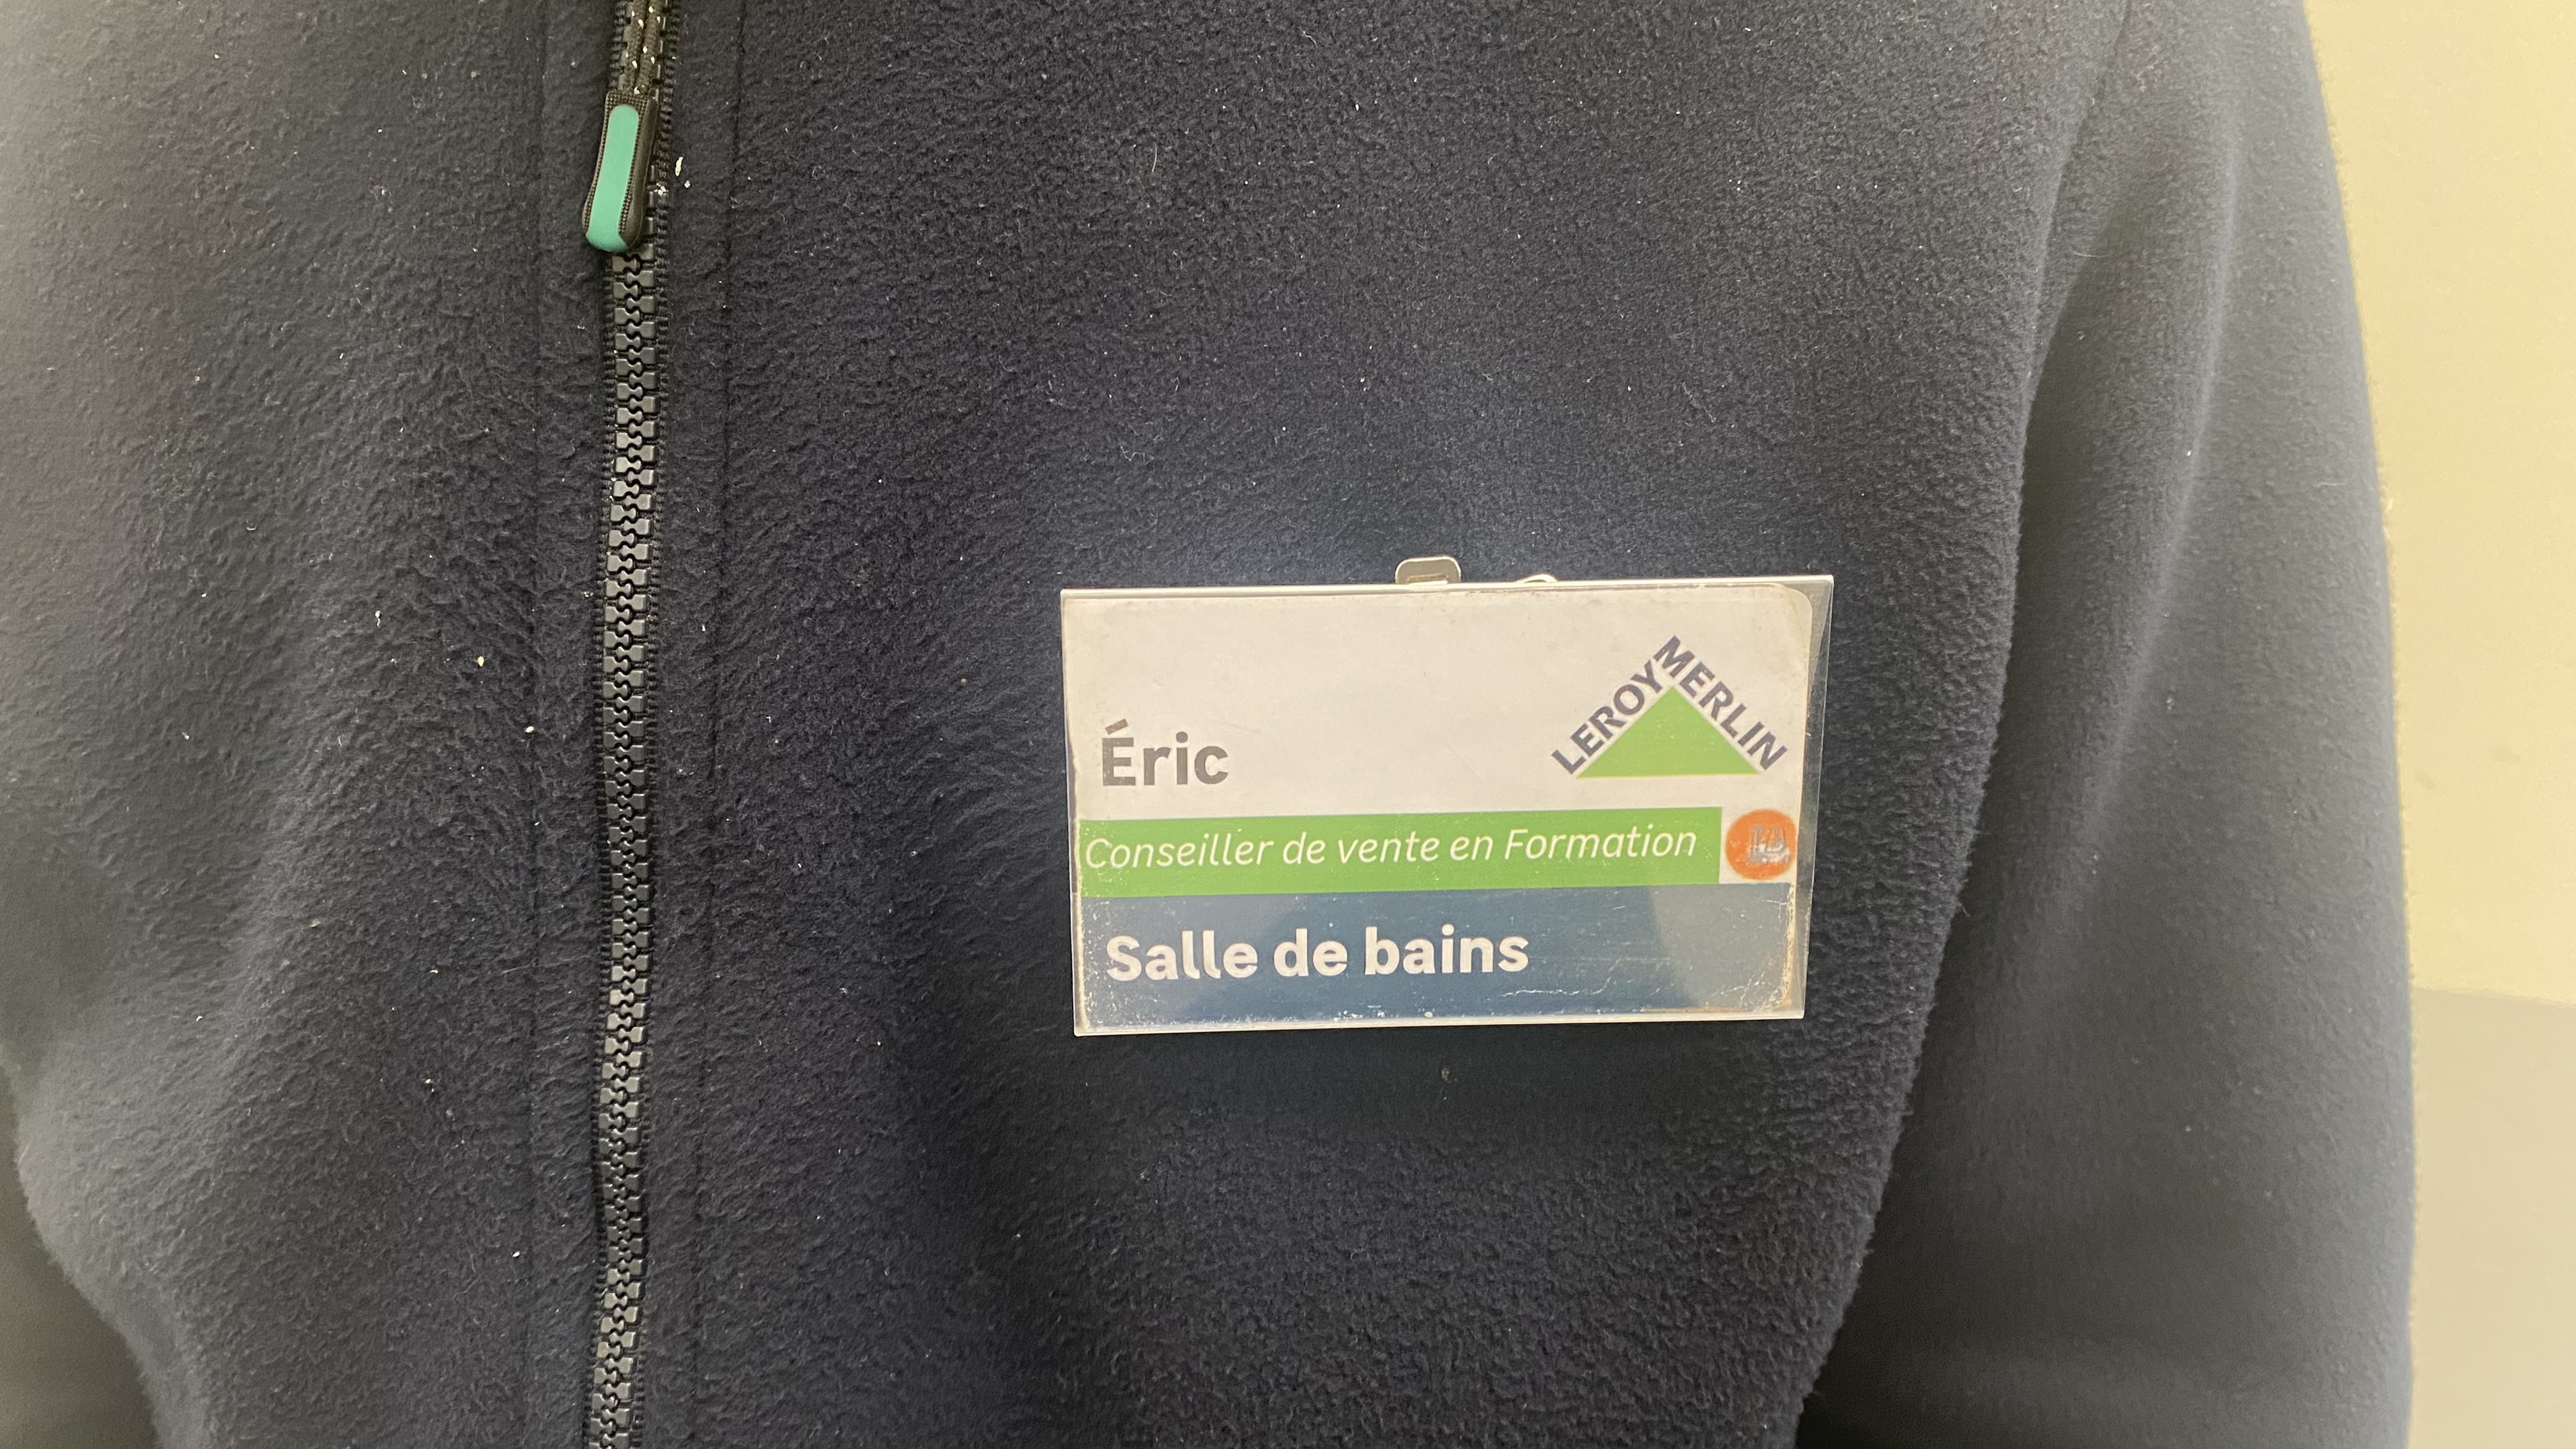 LEROY MERLIN
Éric
Conseiller de vente en Formation
Salle de bains